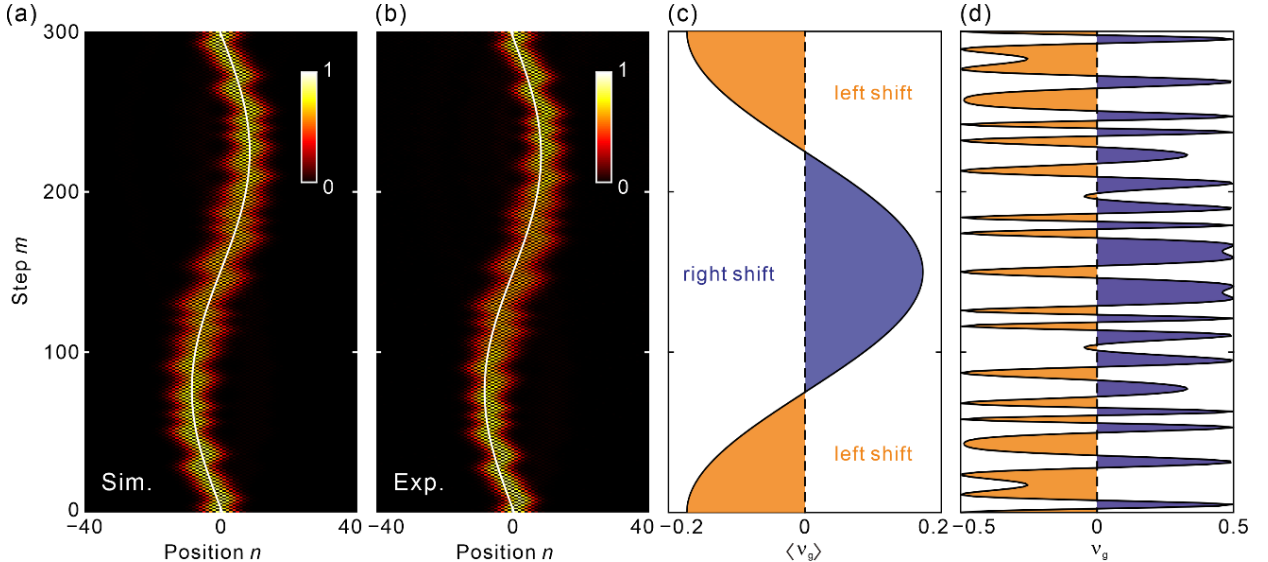 (a) (b) (c) (d)
300
200
100
0
Step m
1
0
1
0
Sim.
Exp.
left shift
right shift
left shift
−40 0 40
−40 0 40
−0.2 0 0.2
−0.5 0 0.5
Position n
Position n
⟨ν_g⟩
ν_g